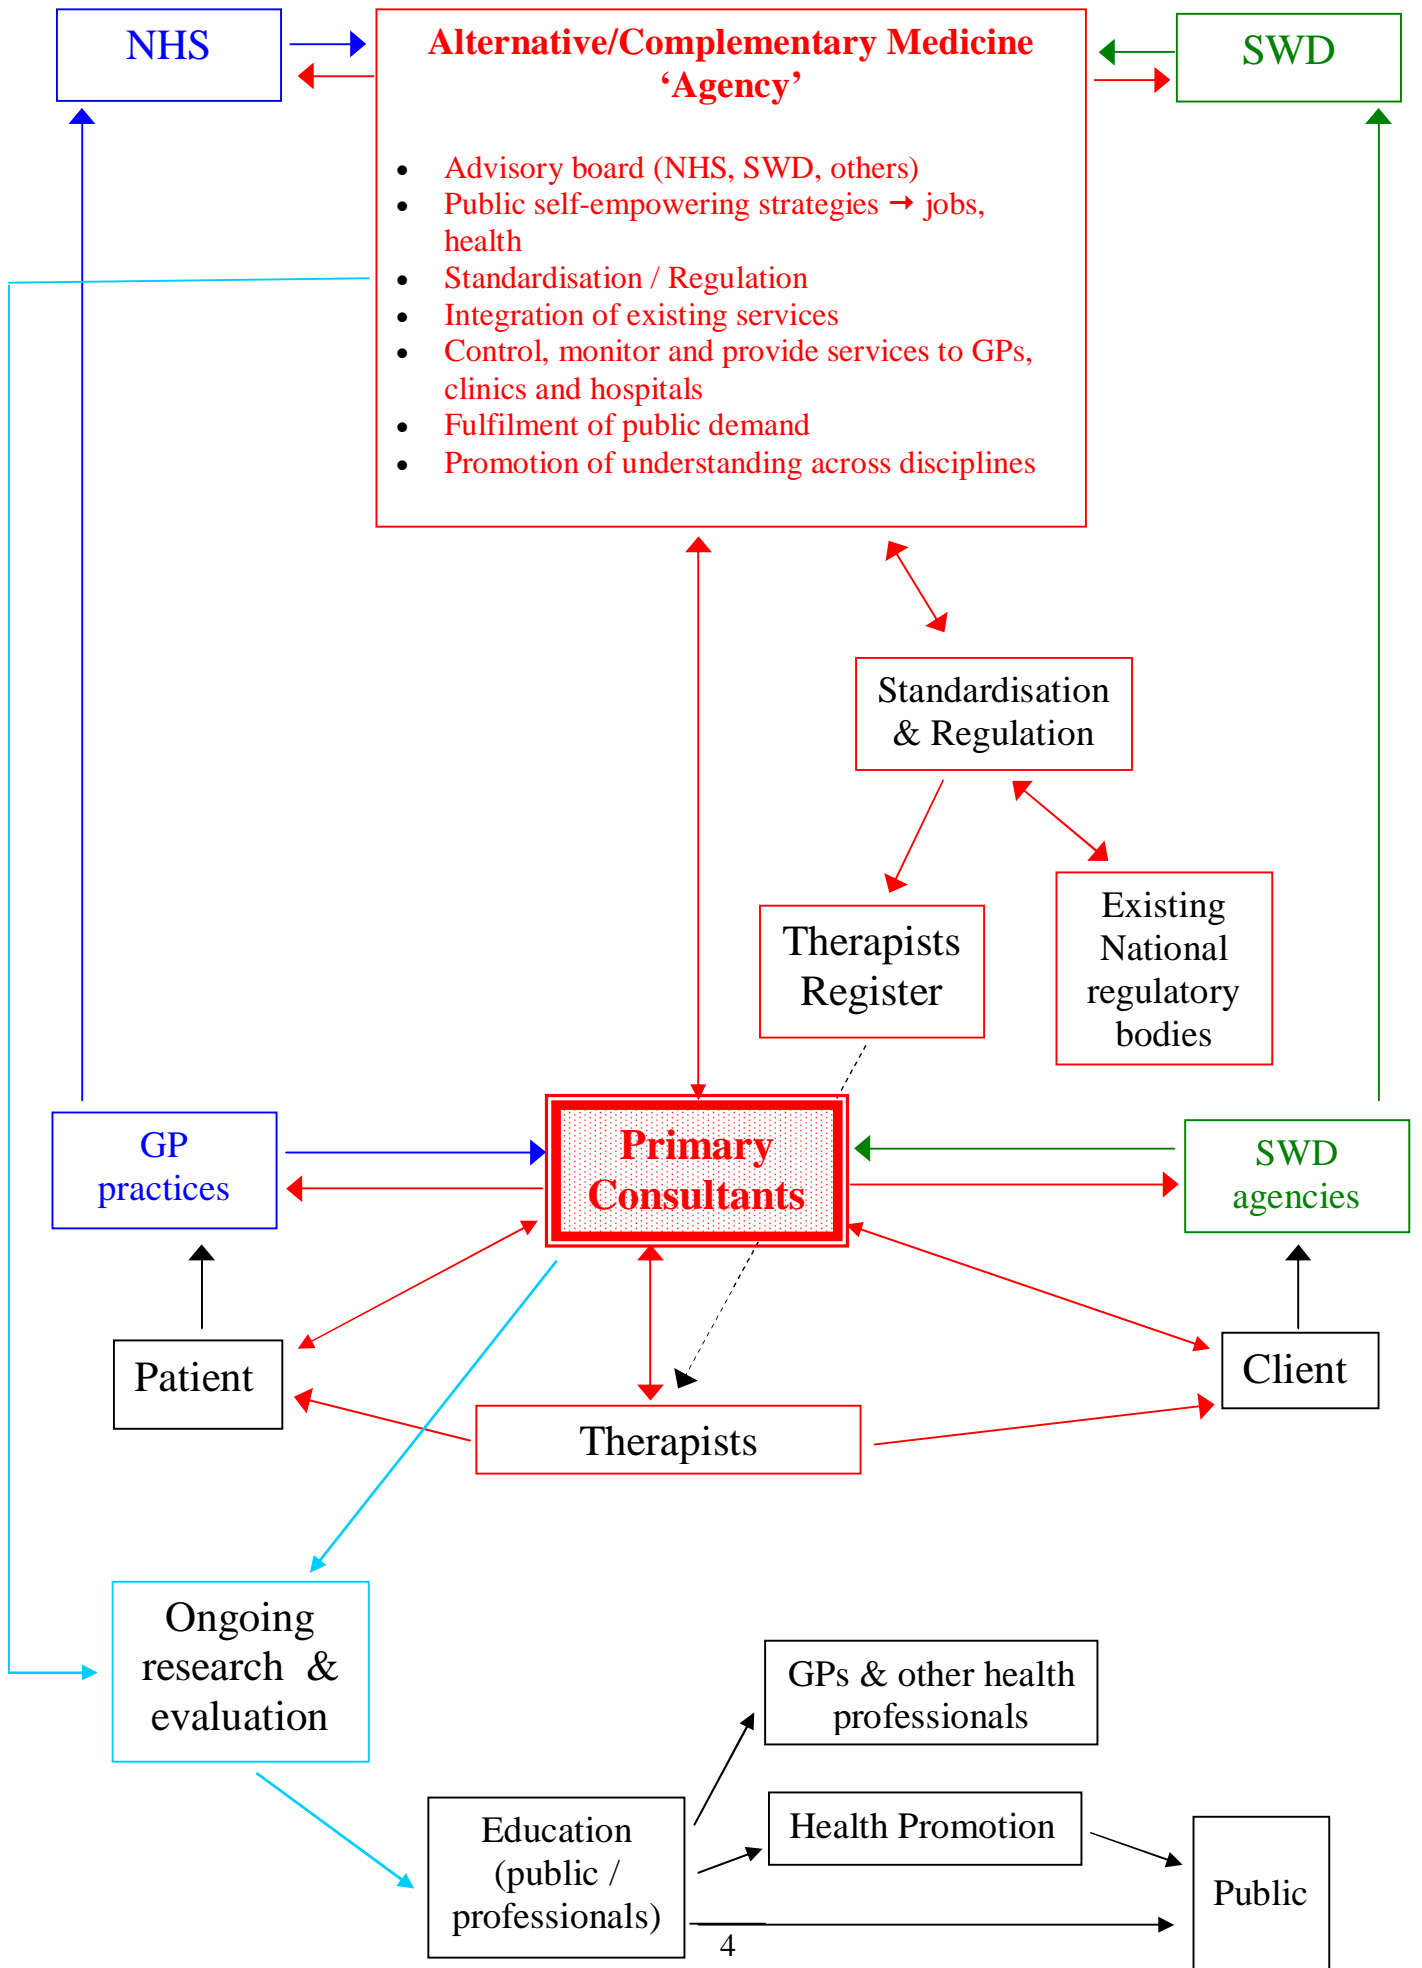 NHS
Alternative/Complementary Medicine
‘Agency’
SWD
• Advisory board (NHS, SWD, others)
• Public self-empowering strategies → jobs,
health
• Standardisation / Regulation
• Integration of existing services
• Control, monitor and provide services to GPs,
clinics and hospitals
• Fulfilment of public demand
• Promotion of understanding across disciplines
Standardisation
& Regulation
Therapists
Register
Existing
National
regulatory
bodies
GP
practices
Primary
Consultants
SWD
agencies
Patient
Therapists
Client
Ongoing
research & 
evaluation
GPs & other health
professionals
Education
(public /
professionals)
Health Promotion
Public
4